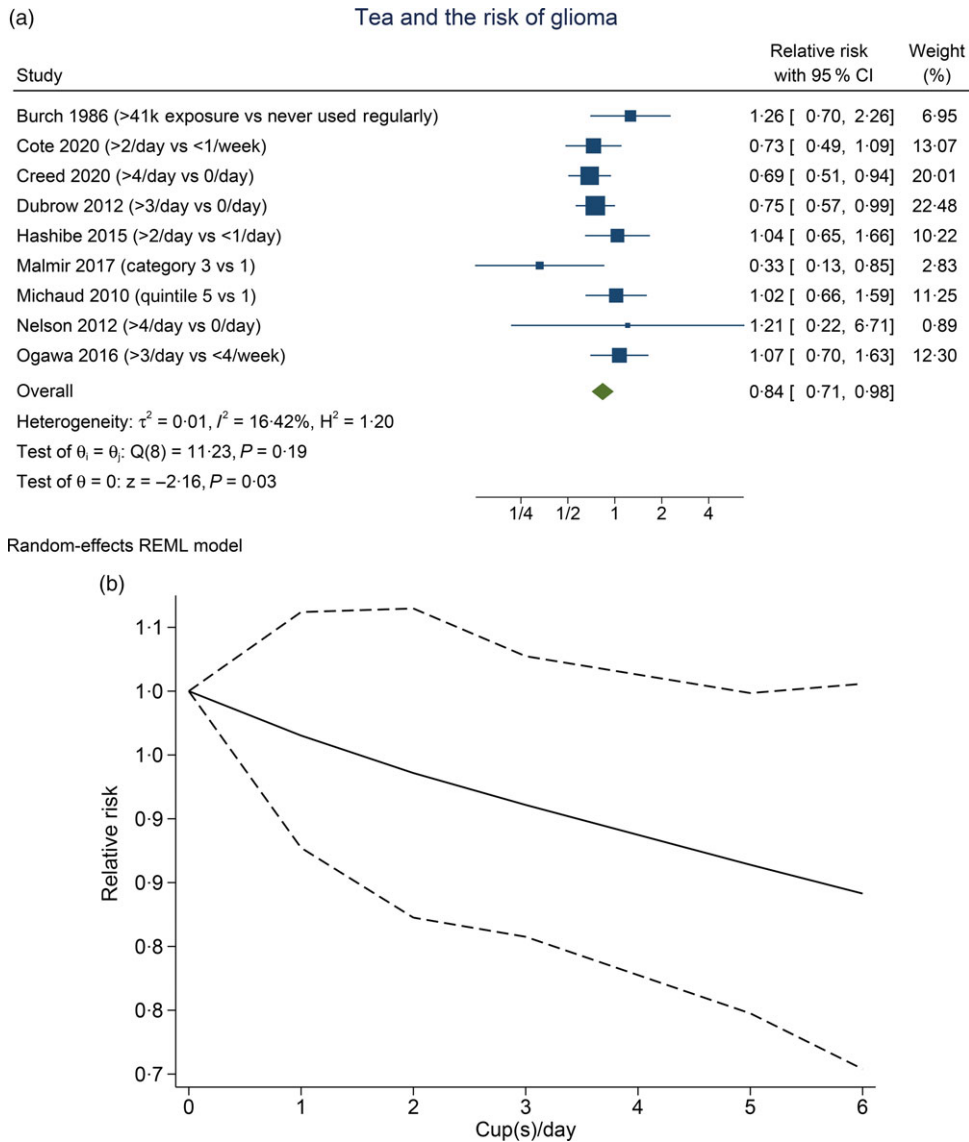 (a)
Tea and the risk of glioma
Relative risk Weight
Study with 95 % CI (%)
Burch 1986 (>41k exposure vs never used regularly) 1·26 [ 0·70, 2·26] 6·95
Cote 2020 (>2/day vs <1/week) 0·73 [ 0·49, 1·09] 13·07
Creed 2020 (>4/day vs 0/day) 0·69 [ 0·51, 0·94] 20·01
Dubrow 2012 (>3/day vs 0/day) 0·75 [ 0·57, 0·99] 22·48
Hashibe 2015 (>2/day vs <1/day) 1·04 [ 0·65, 1·66] 10·22
Malmir 2017 (category 3 vs 1) 0·33 [ 0·13, 0·85] 2·83
Michaud 2010 (quintile 5 vs 1) 1·02 [ 0·66, 1·59] 11·25
Nelson 2012 (>4/day vs 0/day) 1·21 [ 0·22, 6·71] 0·89
Ogawa 2016 (>3/day vs <4/week) 1·07 [ 0·70, 1·63] 12·30
Overall 0·84 [ 0·71, 0·98]
Heterogeneity: τ² = 0·01, I² = 16·42%, H² = 1·20
Test of θᵢ = θⱼ: Q(8) = 11·23, P = 0·19
Test of θ = 0: z = –2·16, P = 0·03
1/4 1/2 1 2 4
Random-effects REML model
(b)
1·1
1·0
1·0
0·9
0·9
0·8
0·8
0·7
Relative risk
0 1 2 3 4 5 6
Cup(s)/day